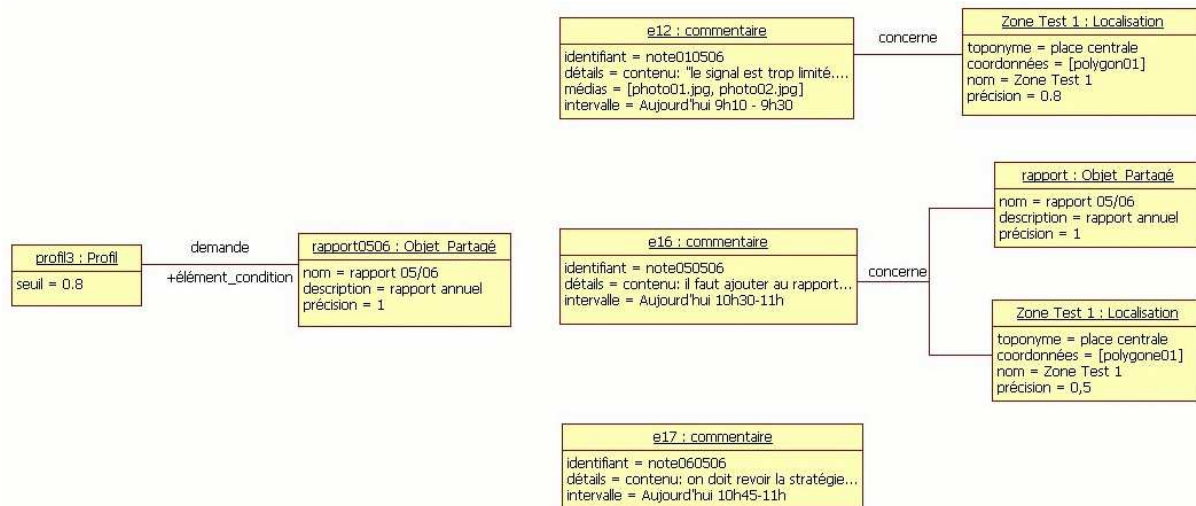 e12 : commentaire
identifiant = note010506
détails = contenu: "le signal est trop limité....
médias = [photo01.jpg, photo02.jpg]
intervalle = Aujourd'hui 9h10 - 9h30
concerne
Zone Test 1 : Localisation
toponyme = place centrale
coordonnées = [polygon01]
nom = Zone Test 1
précision = 0.8
profil3 : Profil
seuil = 0.8
demande
+élément_condition
rapport0506 : Objet Partagé
nom = rapport 05/06
description = rapport annuel
précision = 1
e16 : commentaire
identifiant = note050506
détails = contenu: il faut ajouter au rapport...
intervalle = Aujourd'hui 10h30-11h
concerne
rapport : Objet Partagé
nom = rapport 05/06
description = rapport annuel
précision = 1
Zone Test 1 : Localisation
toponyme = place centrale
coordonnées = [polygone01]
nom = Zone Test 1
précision = 0,5
e17 : commentaire
identifiant = note060506
détails = contenu: on doit revoir la stratégie...
intervalle = Aujourd'hui 10h45-11h